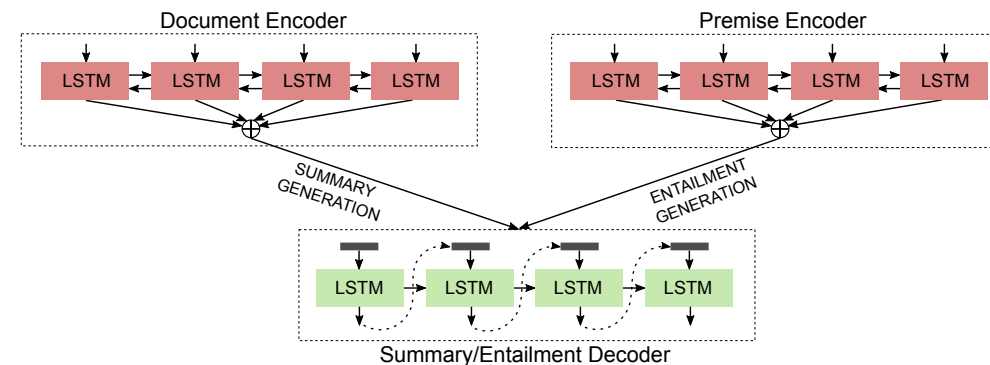 Document Encoder
Premise Encoder
LSTM LSTM LSTM LSTM
LSTM LSTM LSTM LSTM
SUMMARY
GENERATION
ENTAILMENT
GENERATION
LSTM LSTM LSTM LSTM
Summary/Entailment Decoder